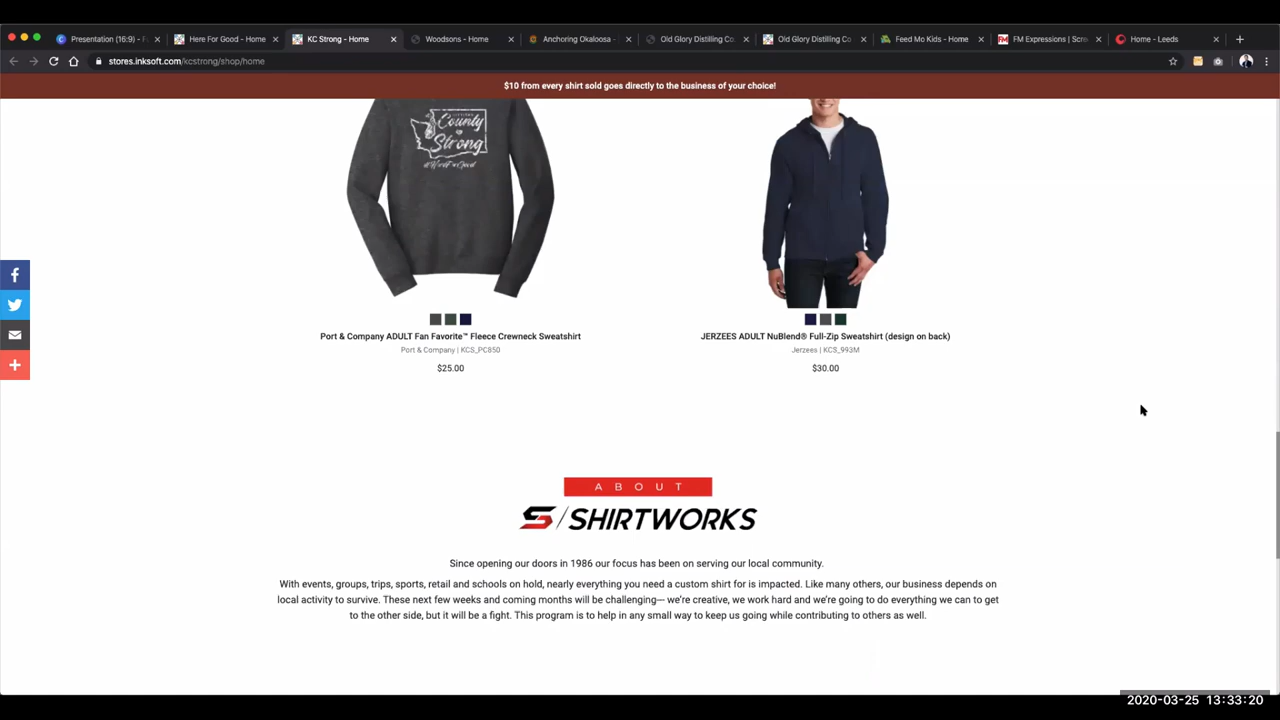 Presentation (16:9) - F
Here For Good - Home
KC Strong - Home
Woodsons - Home
Anchoring Okaloosa -
Old Glory Distilling Co.
Old Glory Distilling Co
Feed Mo Kids - Home
FM Expressions | Scre
Home - Leeds
stores.inksoft.com/kcstrong/shop/home
$10 from every shirt sold goes directly to the business of your choice!
County
Strong
#HereForGood
Port & Company ADULT Fan Favorite™ Fleece Crewneck Sweatshirt
Port & Company | KCS_PC850
$25.00
JERZEES ADULT NuBlend® Full-Zip Sweatshirt (design on back)
Jerzees | KCS_993M
$30.00
ABOUT
S/SHIRTWORKS
Since opening our doors in 1986 our focus has been on serving our local community.
With events, groups, trips, sports, retail and schools on hold, nearly everything you need a custom shirt for is impacted. Like many others, our business depends on
local activity to survive. These next few weeks and coming months will be challenging— we're creative, we work hard and we're going to do everything we can to get
to the other side, but it will be a fight. This program is to help in any small way to keep us going while contributing to others as well.
2020-03-25 13:33:20